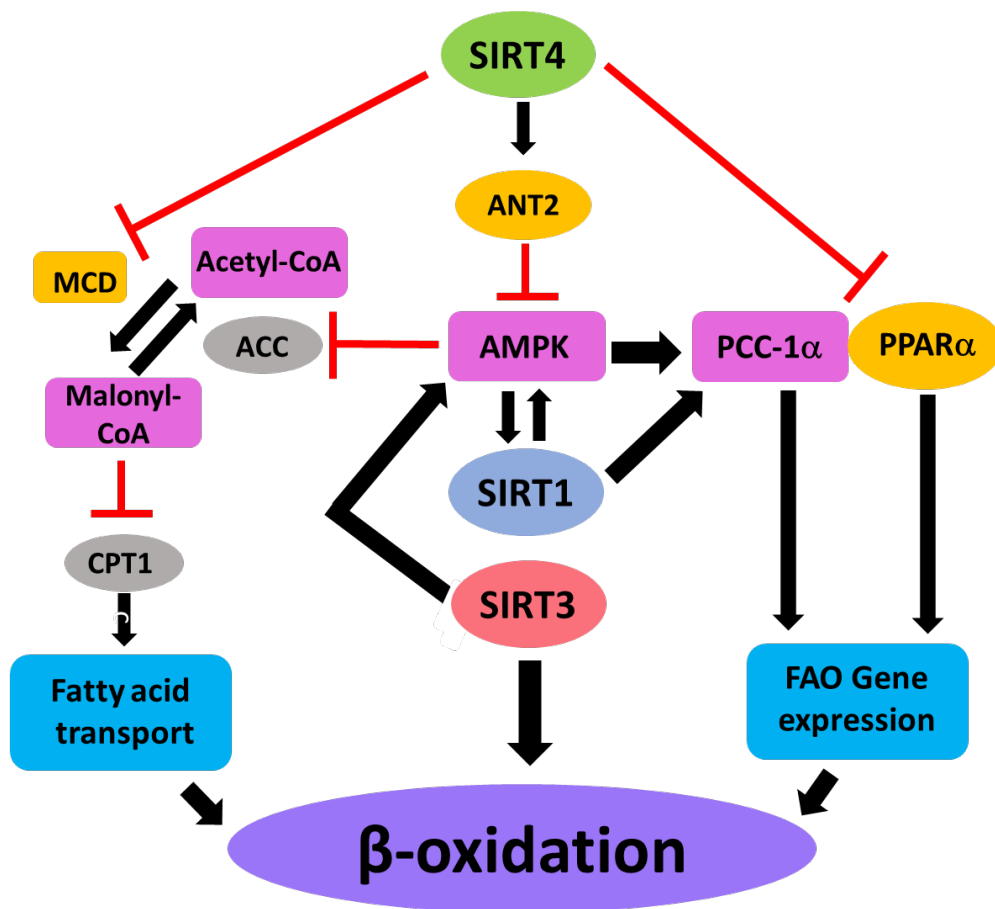 SIRT4
ANT2
MCD
Acetyl-CoA
ACC
AMPK
PCC-1α
PPARα
Malonyl-
CoA
SIRT1
CPT1
SIRT3
Fatty acid
transport
FAO Gene
expression
β-oxidation